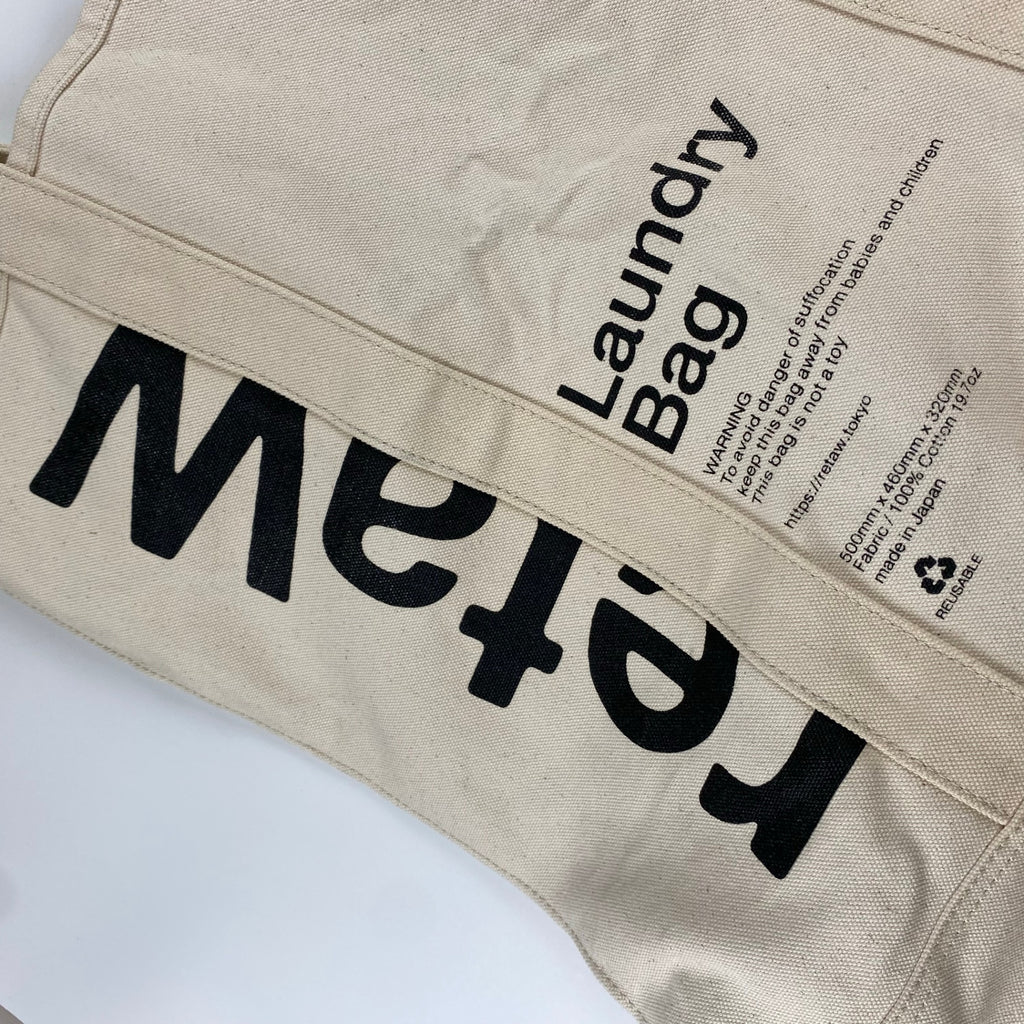 Laundry
Bag
WARNING
To avoid danger of suffocation
keep this bag away from babies and children
This bag is not a toy
https://retaw.tokyo
500mm x 460mm x 320mm
Fabric / 100% Cotton 19.7oz
made in Japan
REUSABLE
retaw